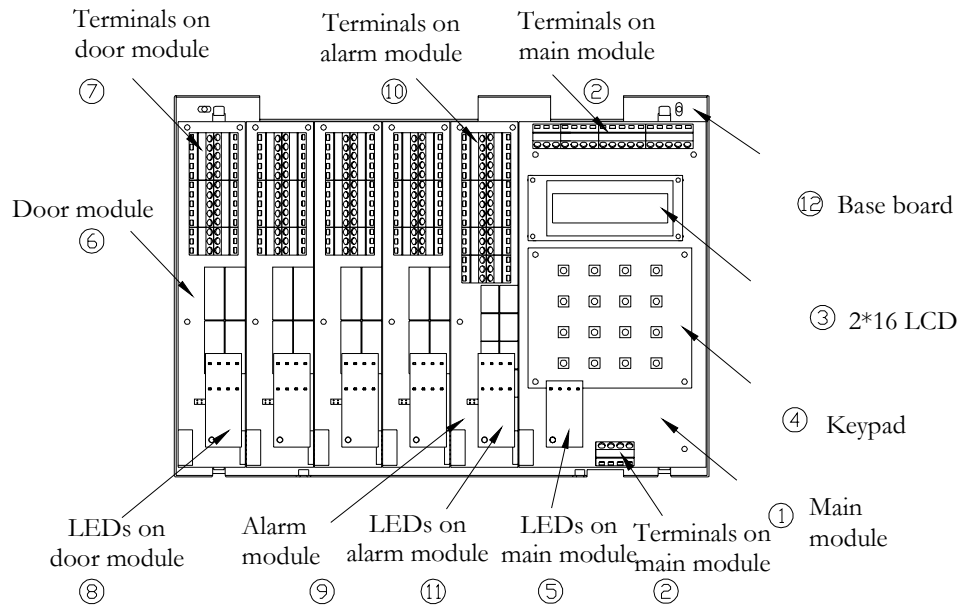 Terminals on
door module
⑦
Terminals on
alarm module
⑩
Terminals on
main module
②
Door module
⑥
⑫ Base board
③ 2*16 LCD
④ Keypad
① Main
module
LEDs on
door module
⑧
Alarm
module
⑨
LEDs on
alarm module
⑪
LEDs on
main module
⑤
Terminals on
main module
②